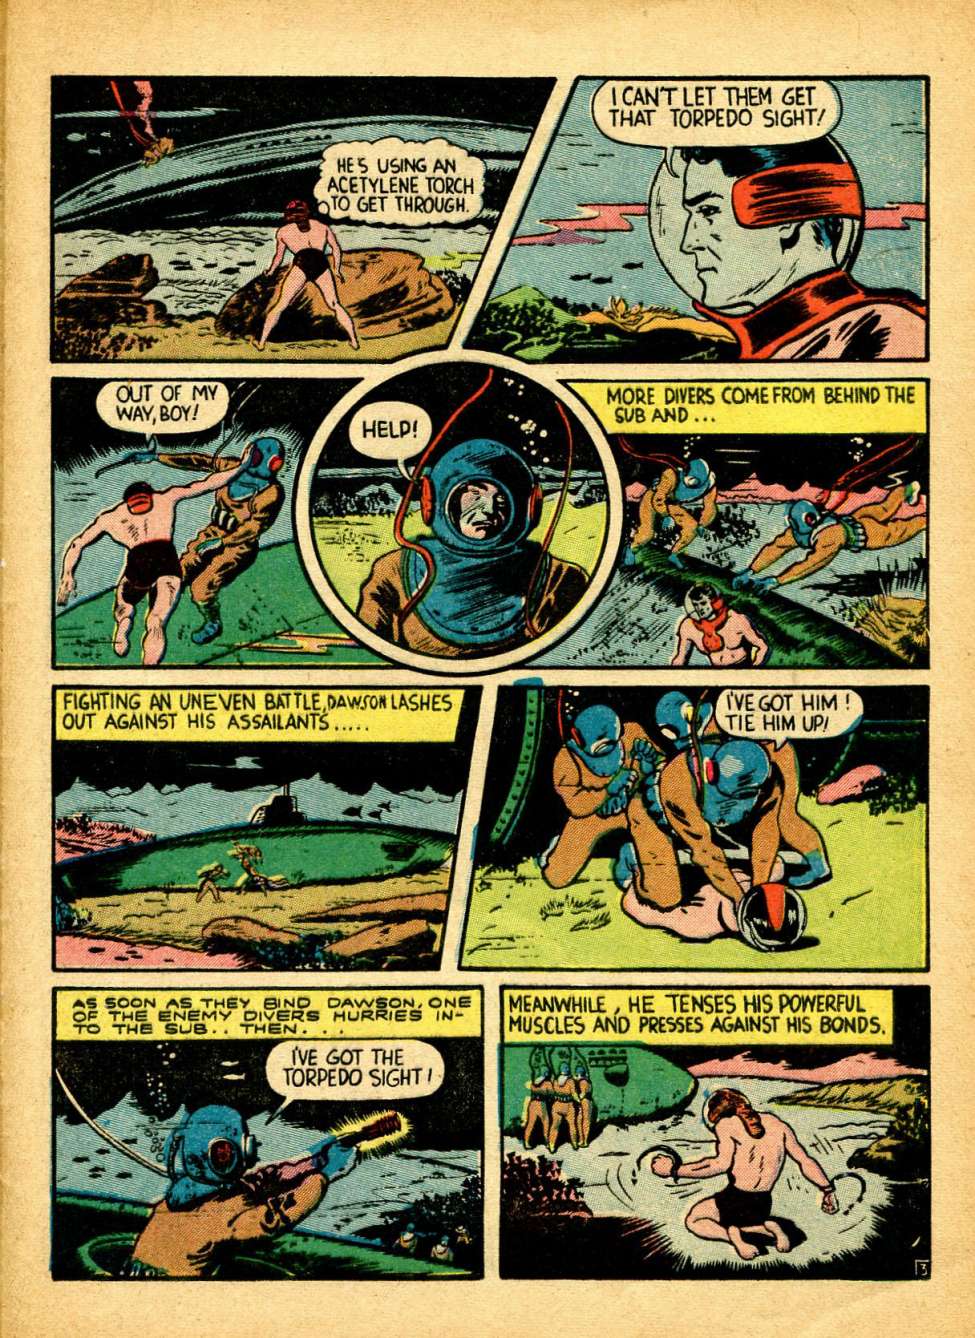 HE'S USING AN
ACETYLENE TORCH
TO GET THROUGH.
I CAN'T LET THEM GET
THAT TORPEDO SIGHT!
OUT OF MY
WAY, BOY!
HELP!
MORE DIVERS COME FROM BEHIND THE
SUB AND...
FIGHTING AN UNEVEN BATTLE, DAWSON LASHES
OUT AGAINST HIS ASSAILANTS.....
I'VE GOT HIM!
TIE HIM UP!
AS SOON AS THEY BIND DAWSON, ONE
OF THE ENEMY DIVERS HURRIES IN-
TO THE SUB.. THEN....
I'VE GOT THE
TORPEDO SIGHT!
MEANWHILE, HE TENSES HIS POWERFUL
MUSCLES AND PRESSES AGAINST HIS BONDS.
3